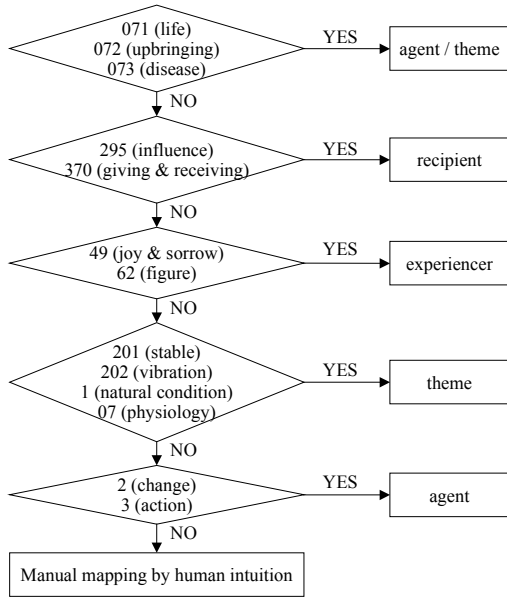 071 (life)
072 (upbringing)
073 (disease)
YES
agent / theme
NO
295 (influence)
370 (giving & receiving)
YES
recipient
NO
49 (joy & sorrow)
62 (figure)
YES
experiencer
NO
201 (stable)
202 (vibration)
1 (natural condition)
07 (physiology)
YES
theme
NO
2 (change)
3 (action)
YES
agent
NO
Manual mapping by human intuition